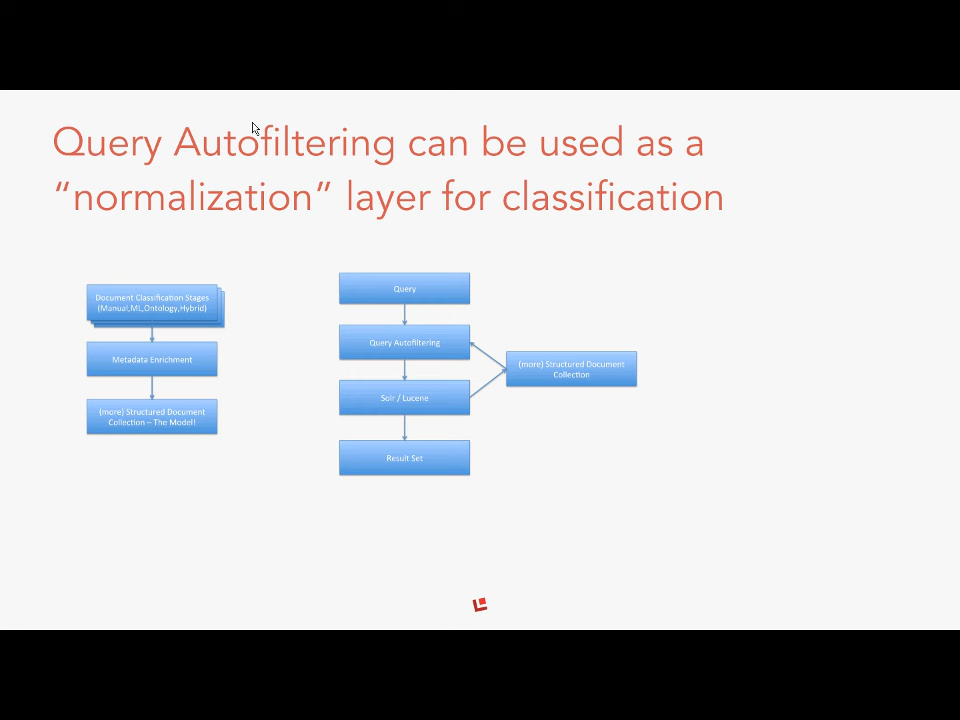 Query Autofiltering can be used as a
“normalization” layer for classification
Document Classification Stages
(Manual,ML,Ontology,Hybrid)
Metadata Enrichment
(more) Structured Document
Collection – The Model!
Query
Query Autofiltering
Solr / Lucene
Result Set
(more) Structured Document
Collection